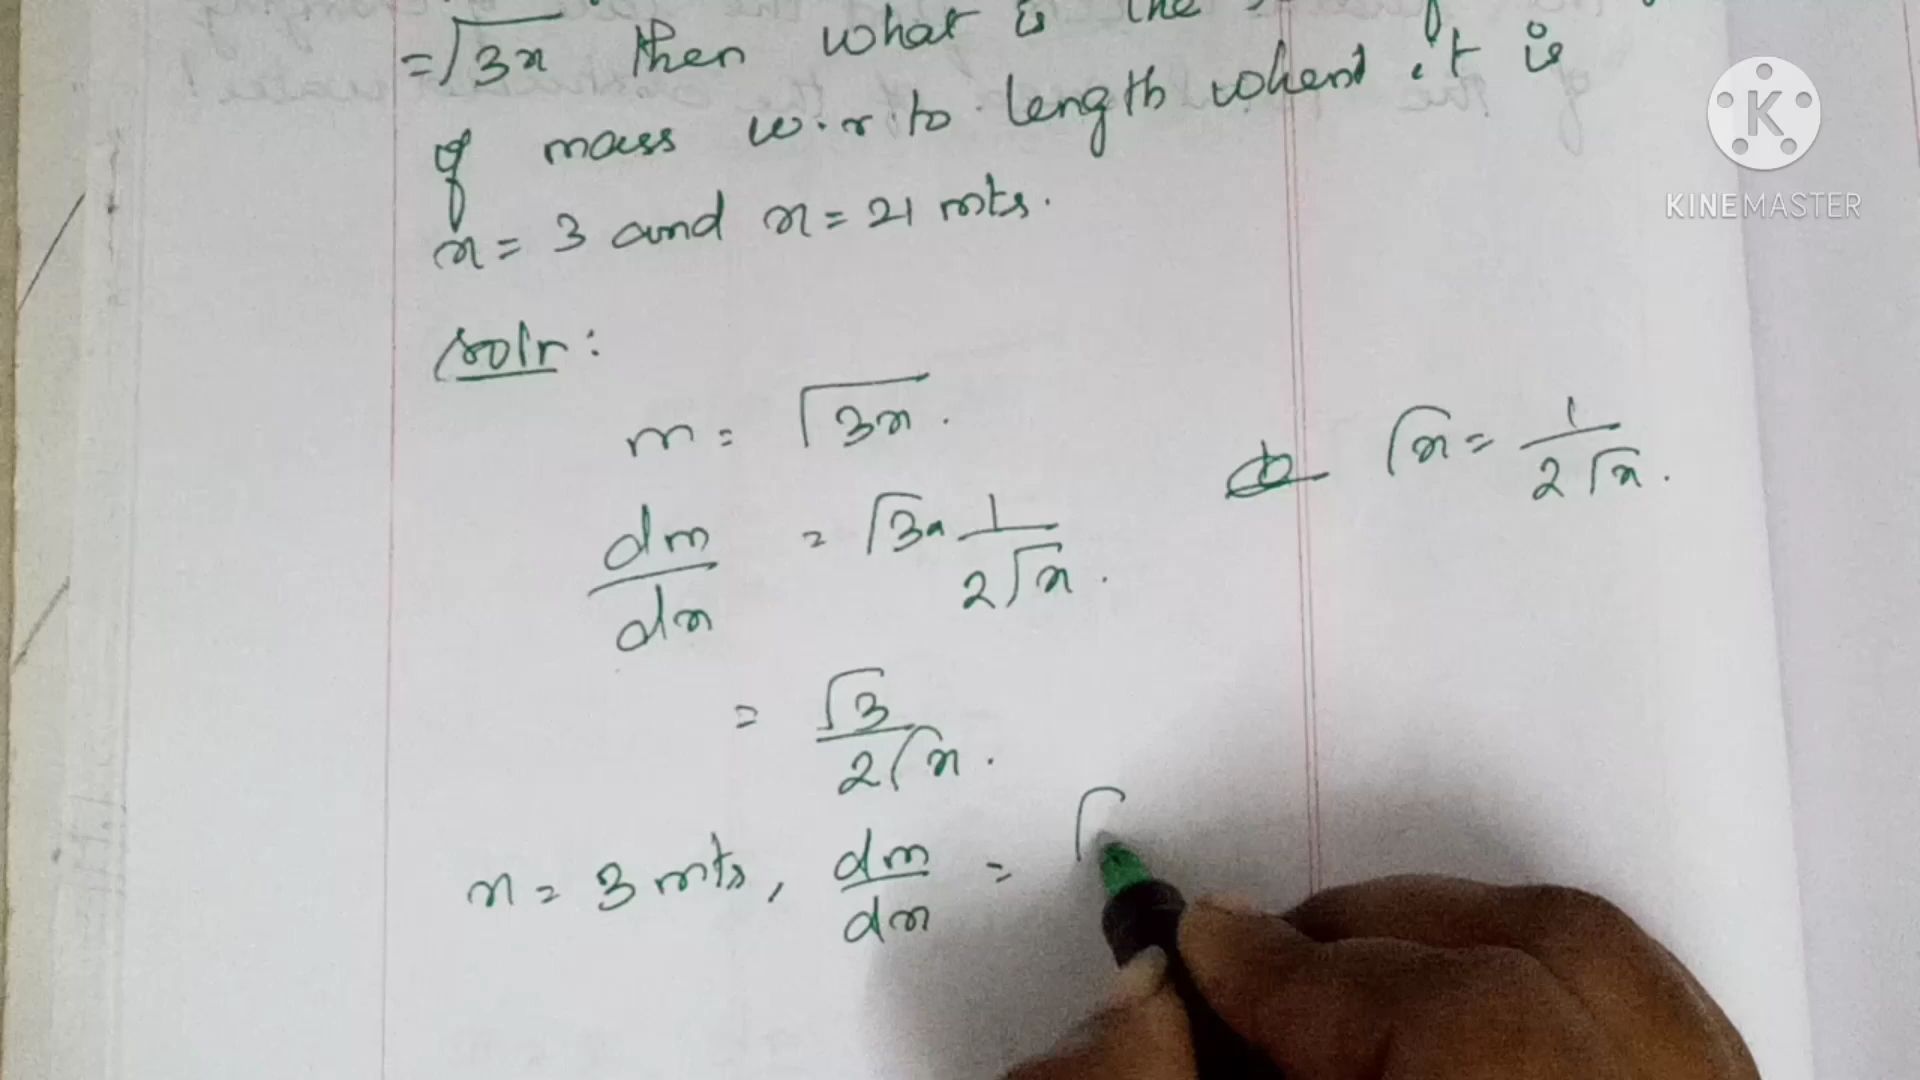 = √3x then what is the
of mass w.r.to length when it is
x = 3 and x = 21 mts.
Soln:
m = √3x.
√x = 1/2√x.
dm/dx = √3 × 1/2√x.
= √3/2√x.
x = 3 mts, dm/dx = √
K
KINEMASTER